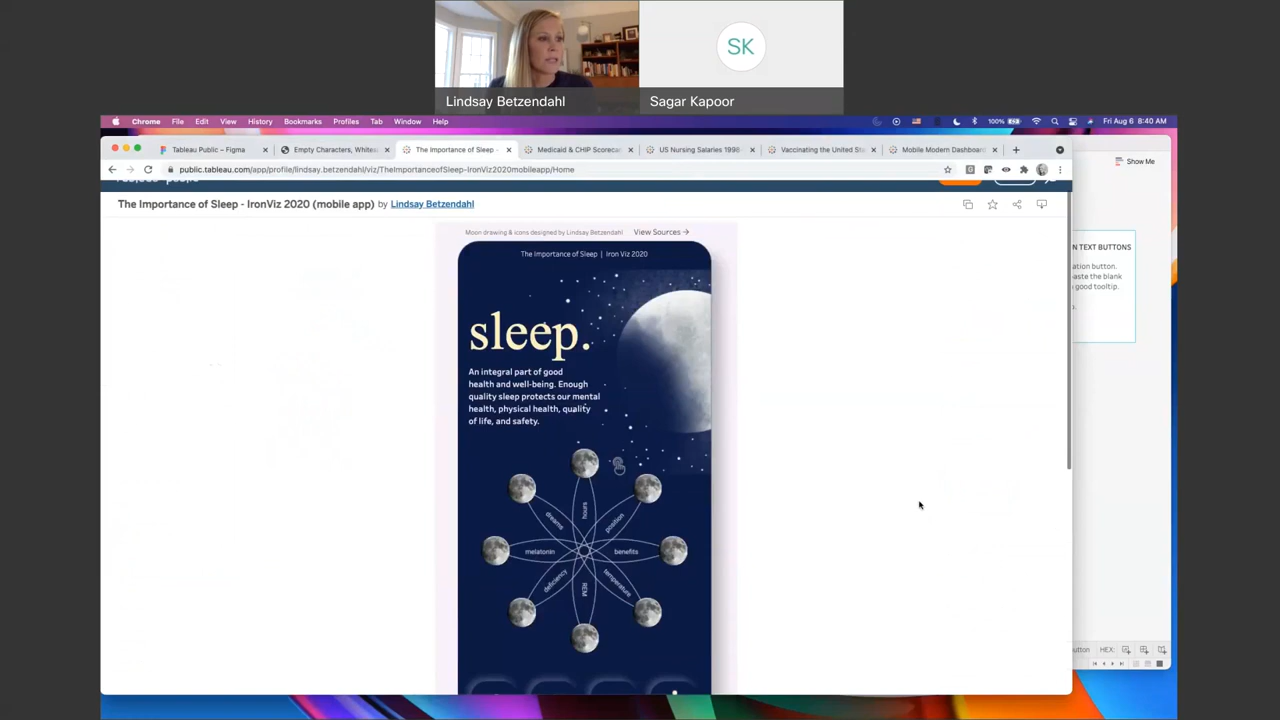 SK
Lindsay Betzendahl
Sagar Kapoor
Chrome File Edit View History Bookmarks Profiles Tab Window Help
100%
Fri Aug 6 8:40 AM
Tableau Public – Figma
Empty Characters, Whites
The Importance of Sleep -
Medicaid & CHIP Scorecar
US Nursing Salaries 1998-
Vaccinating the United Sta
Mobile Modern Dashboard
public.tableau.com/app/profile/lindsay.betzendahl/viz/TheImportanceofSleep-IronViz2020mobileapp/Home
Show Me
The Importance of Sleep - IronViz 2020 (mobile app) by Lindsay Betzendahl
Moon drawing & icons designed by Lindsay Betzendahl
View Sources →
The Importance of Sleep | Iron Viz 2020
N TEXT BUTTONS
ation button.
aste the blank
good tooltip.
sleep.
An integral part of good
health and well-being. Enough
quality sleep protects our mental
health, physical health, quality
of life, and safety.
hours
dreams
position
melatonin
benefits
deficiency
temperature
REM
utton
HEX: